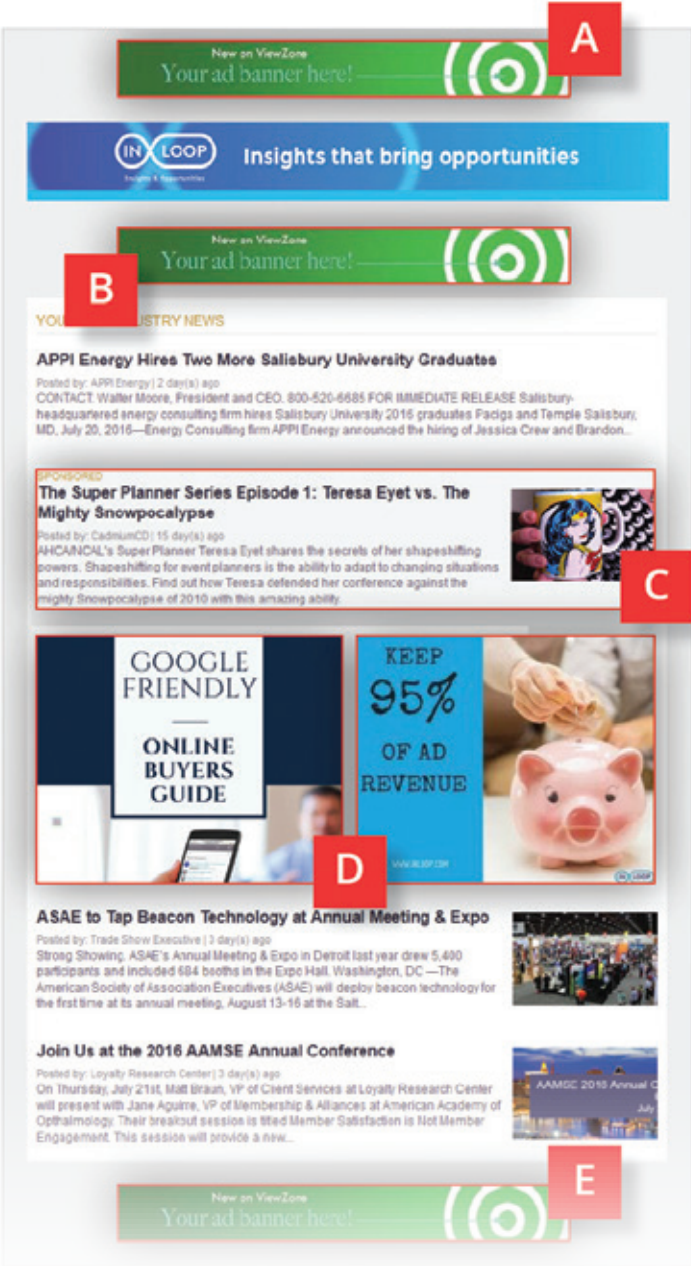 A
New on ViewZone
Your ad banner here!
IN LOOP
Insights & Opportunities
Insights that bring opportunities
New on ViewZone
Your ad banner here!
B
YOU USTRY NEWS
APPI Energy Hires Two More Salisbury University Graduates
Posted by: APPI Energy | 2 day(s) ago
CONTACT: Walter Moore, President and CEO, 800-520-6685 FOR IMMEDIATE RELEASE Salisbury-
headquartered energy consulting firm hires Salisbury University 2016 graduates Pacigs and Temple Salisbury,
MD, July 20, 2016—Energy Consulting firm APPI Energy announced the hiring of Jessica Crew and Brandon...
SPONSORED
The Super Planner Series Episode 1: Teresa Eyet vs. The
Mighty Snowpocalypse
Posted by: CadmiumCD | 15 day(s) ago
AHCA/NCAL's Super Planner Teresa Eyet shares the secrets of her shapeshifting
powers. Shapeshifting for event planners is the ability to adapt to changing situations
and responsibilities. Find out how Teresa defended her conference against the
mighty Snowpocalypse of 2010 with this amazing ability.
C
GOOGLE
FRIENDLY
ONLINE
BUYERS
GUIDE
KEEP
95%
OF AD
REVENUE
WWW.INLOOP.COM
IN LOOP
D
ASAE to Tap Beacon Technology at Annual Meeting & Expo
Posted by: Trade Show Executive | 3 day(s) ago
Strong Showing. ASAE's Annual Meeting & Expo in Detroit last year drew 5,400
participants and included 684 booths in the Expo Hall. Washington, DC —The
American Society of Association Executives (ASAE) will deploy beacon technology for
the first time at its annual meeting, August 13-16 at the Salt...
Join Us at the 2016 AAMSE Annual Conference
Posted by: Loyalty Research Center | 3 day(s) ago
On Thursday, July 21st, Matt Braun, VP of Client Services at Loyalty Research Center
will present with Jane Aguirre, VP of Membership & Alliances at American Academy of
Opthalmology. Their breakout session is titled Member Satisfaction is Not Member
Engagement. This session will provide a new...
AAMSE 2016 Annual C
July
E
New on ViewZone
Your ad banner here!